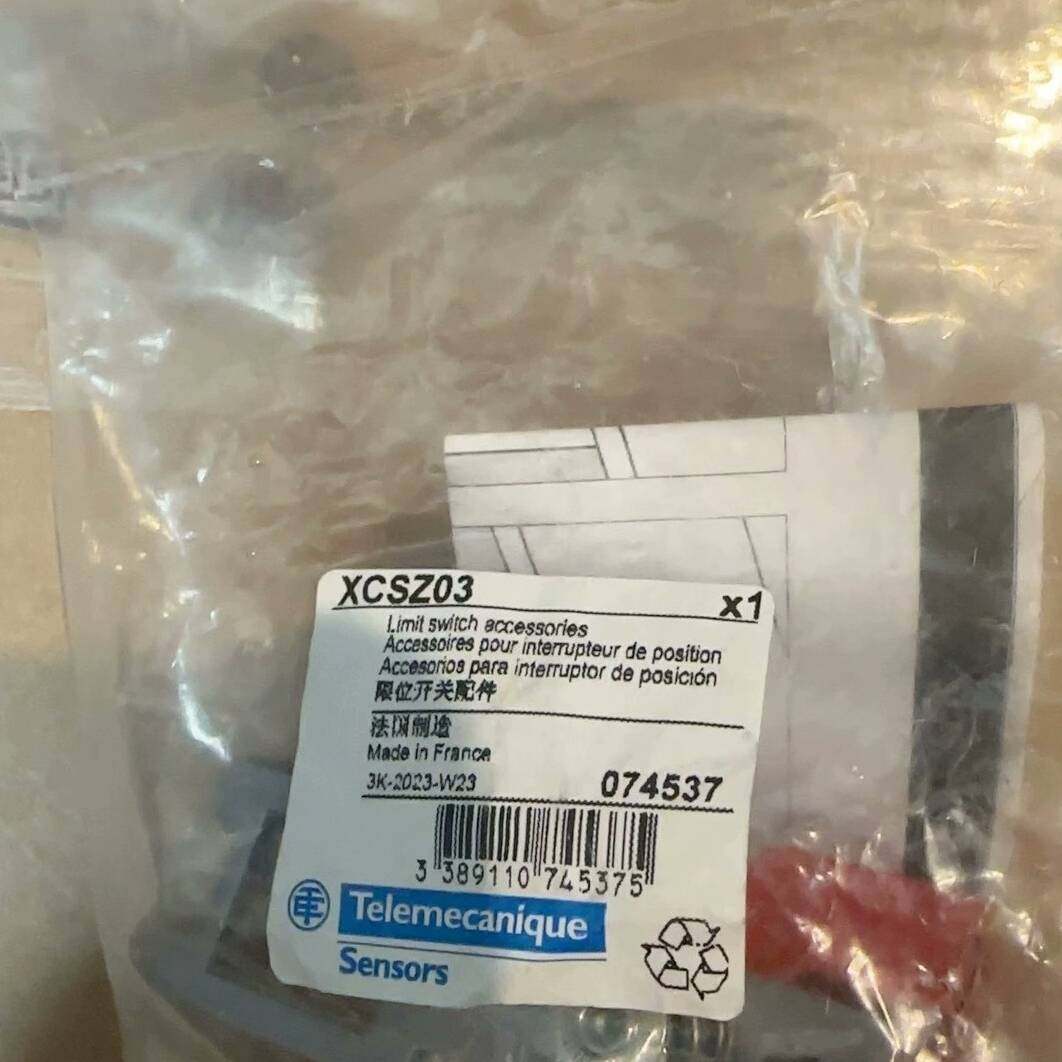 XCSZ03 x1
Limit switch accessories
Accessoires pour interrupteur de position
Accesorios para interruptor de posición
限位开关配件
法国制造
Made in France
3K-2023-W23 074537
3 389110 745375
Telemecanique
Sensors